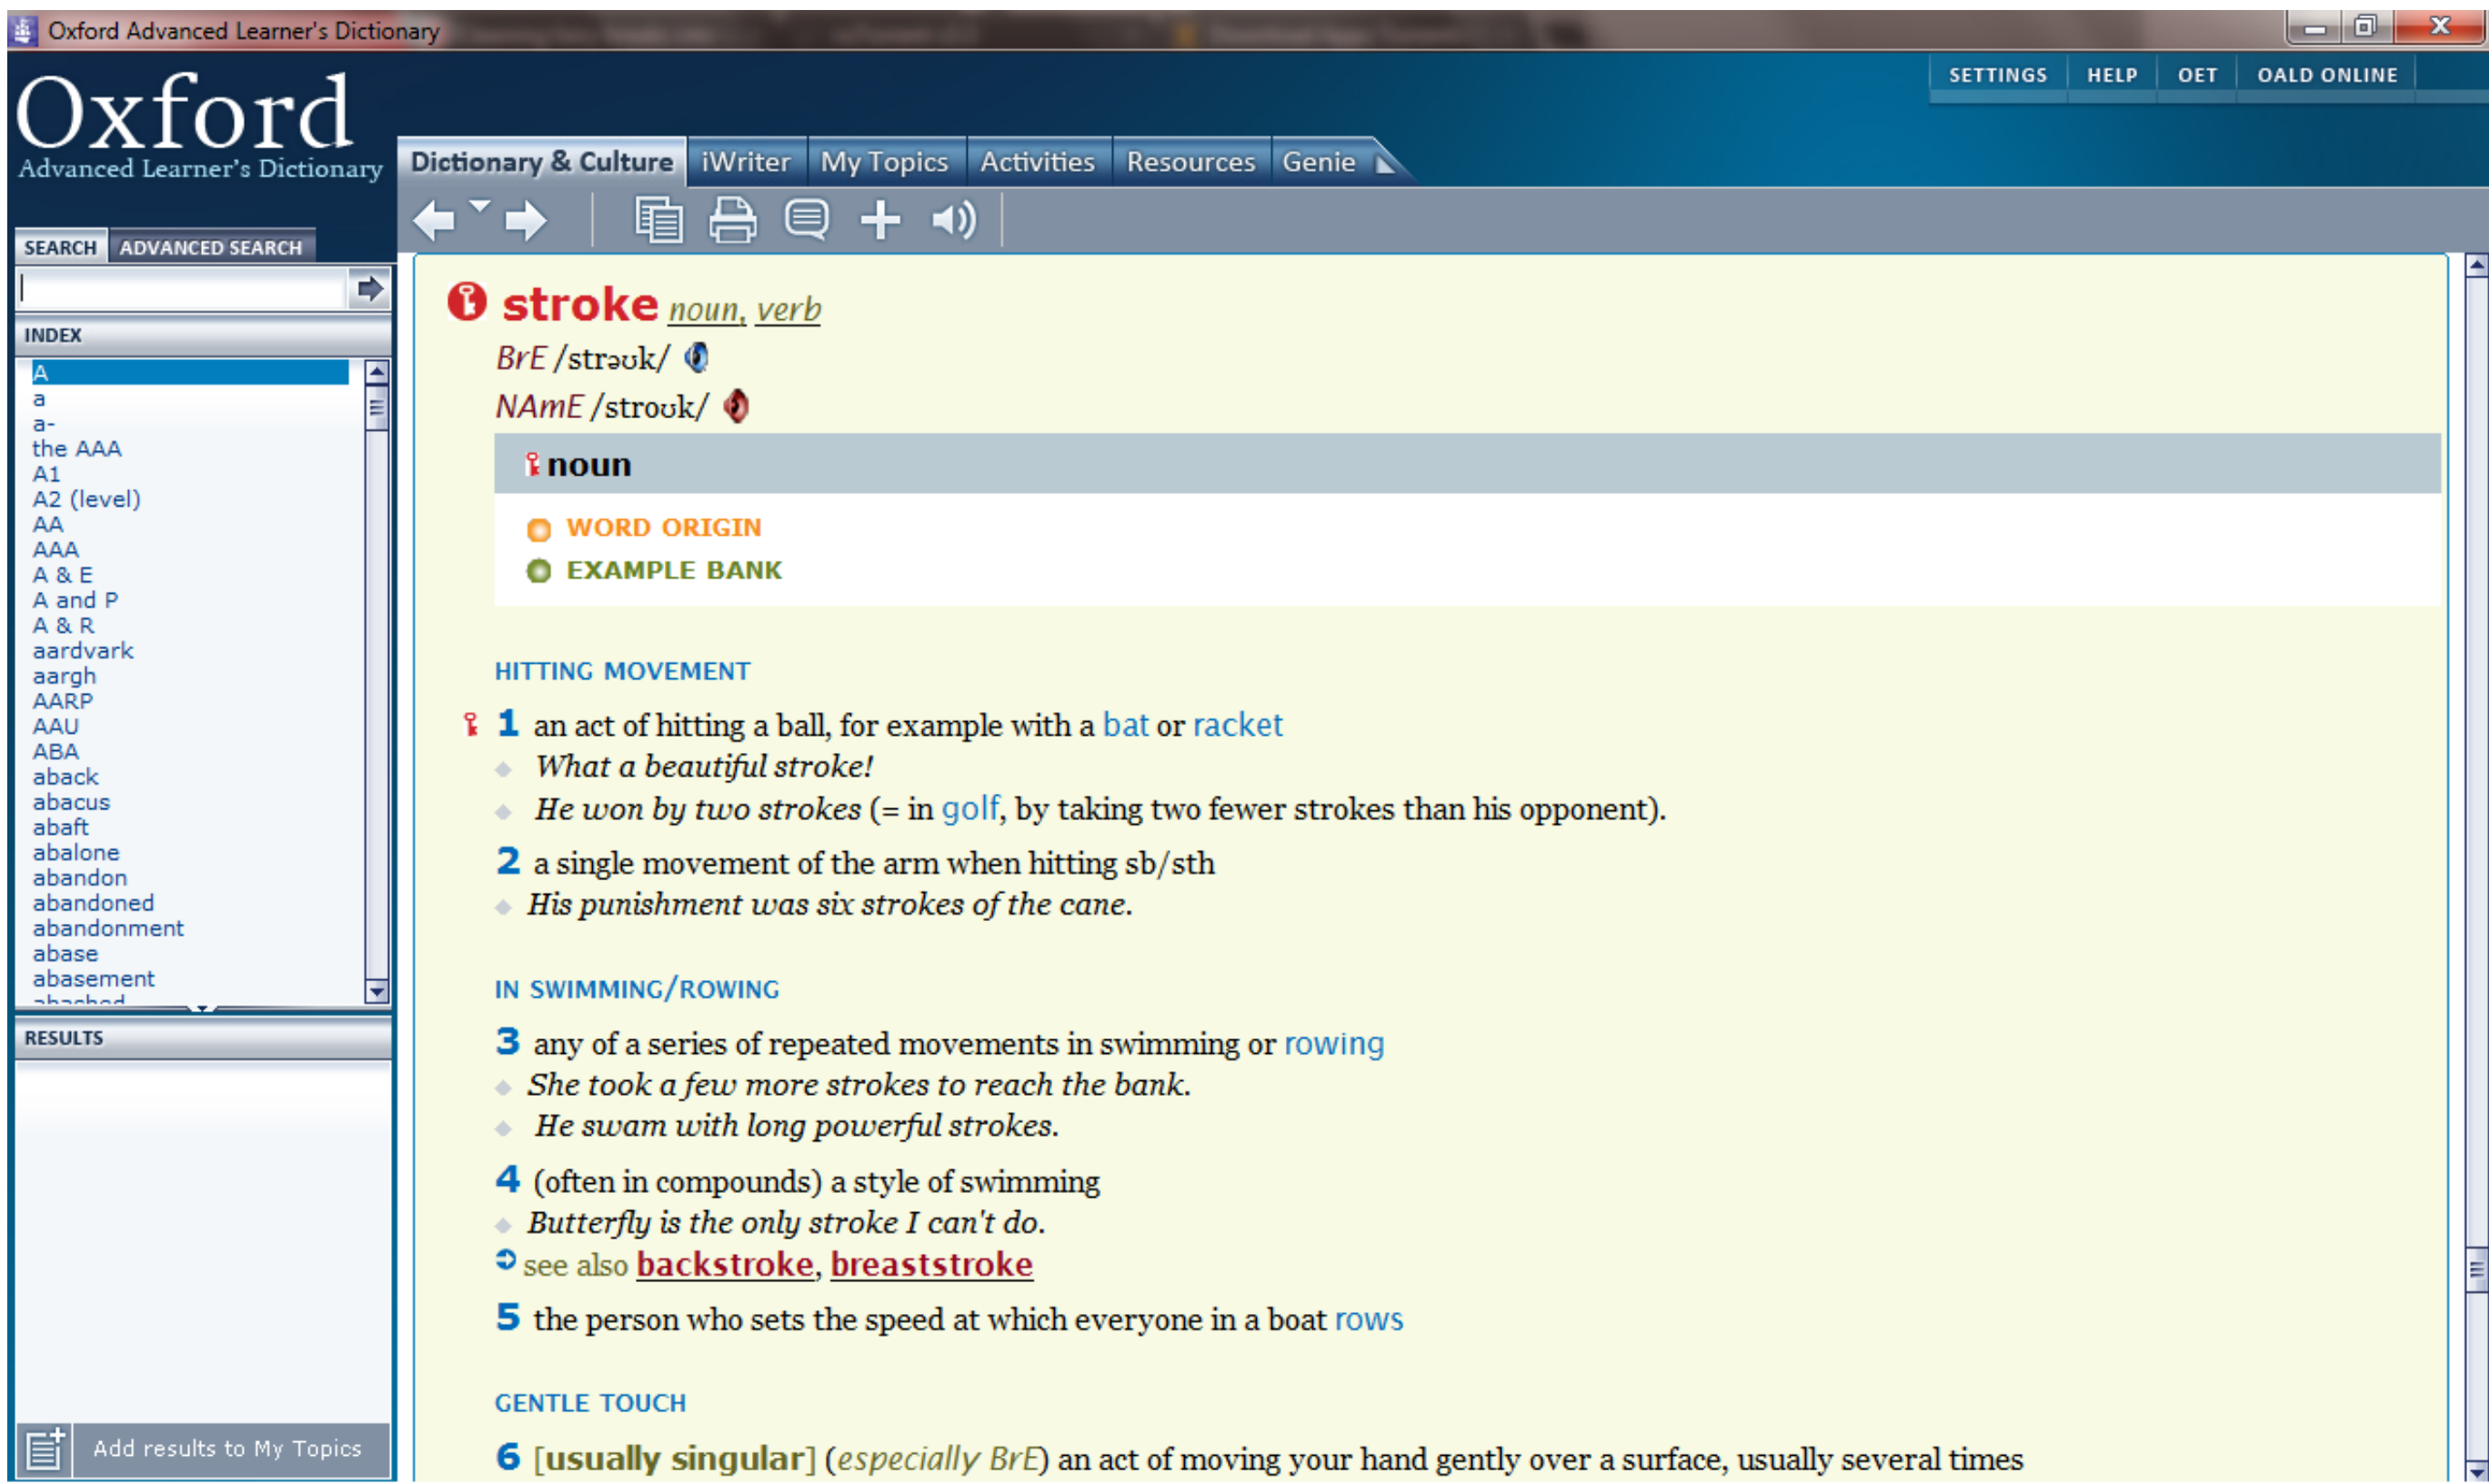 Oxford Advanced Learner's Dictionary
SETTINGS HELP OET OALD ONLINE
Oxford
Advanced Learner's Dictionary
Dictionary & Culture iWriter My Topics Activities Resources Genie
SEARCH ADVANCED SEARCH
INDEX
A
a
a-
the AAA
A1
A2 (level)
AA
AAA
A & E
A and P
A & R
aardvark
aargh
AARP
AAU
ABA
aback
abacus
abaft
abalone
abandon
abandoned
abandonment
abase
abasement
RESULTS
Add results to My Topics
stroke noun, verb
BrE /strəʊk/
NAmE /stroʊk/
noun
WORD ORIGIN
EXAMPLE BANK
HITTING MOVEMENT
1 an act of hitting a ball, for example with a bat or racket
What a beautiful stroke!
He won by two strokes (= in golf, by taking two fewer strokes than his opponent).
2 a single movement of the arm when hitting sb/sth
His punishment was six strokes of the cane.
IN SWIMMING/ROWING
3 any of a series of repeated movements in swimming or rowing
She took a few more strokes to reach the bank.
He swam with long powerful strokes.
4 (often in compounds) a style of swimming
Butterfly is the only stroke I can't do.
see also backstroke, breaststroke
5 the person who sets the speed at which everyone in a boat rows
GENTLE TOUCH
6 [usually singular] (especially BrE) an act of moving your hand gently over a surface, usually several times